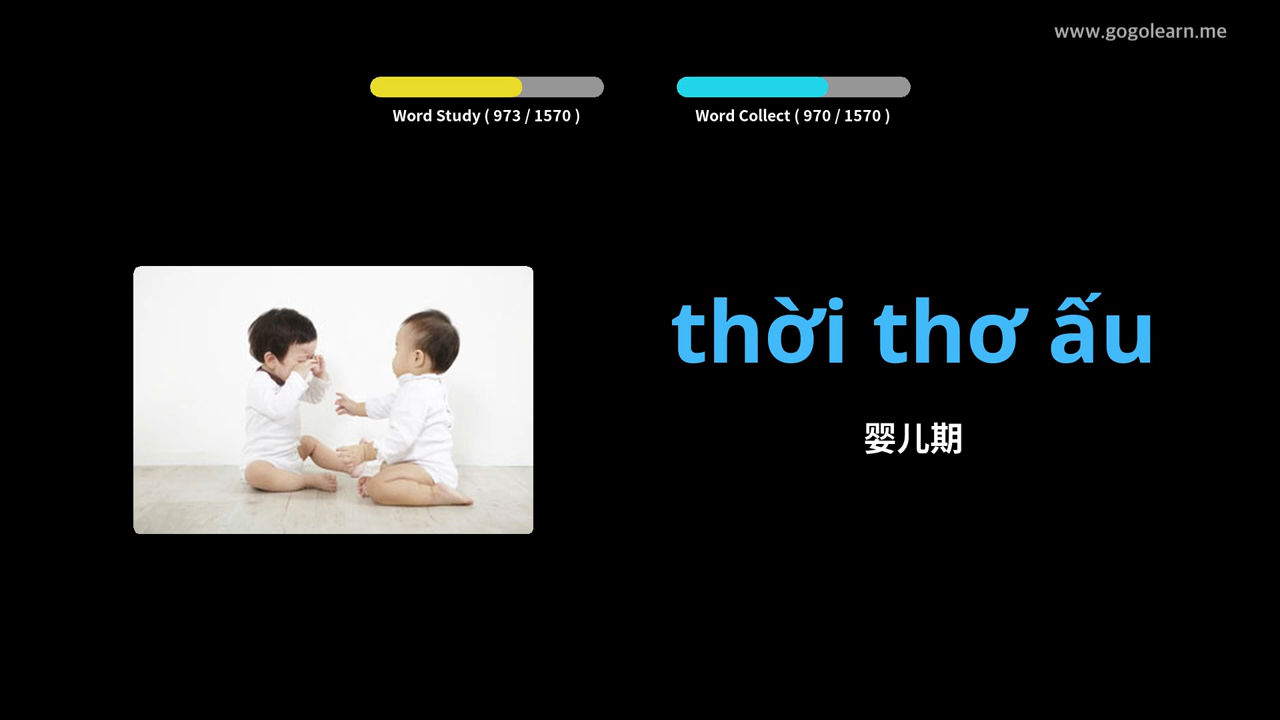 www.gogolearn.me
Word Study ( 973 / 1570 )
Word Collect ( 970 / 1570 )
thời thơ ấu
婴儿期